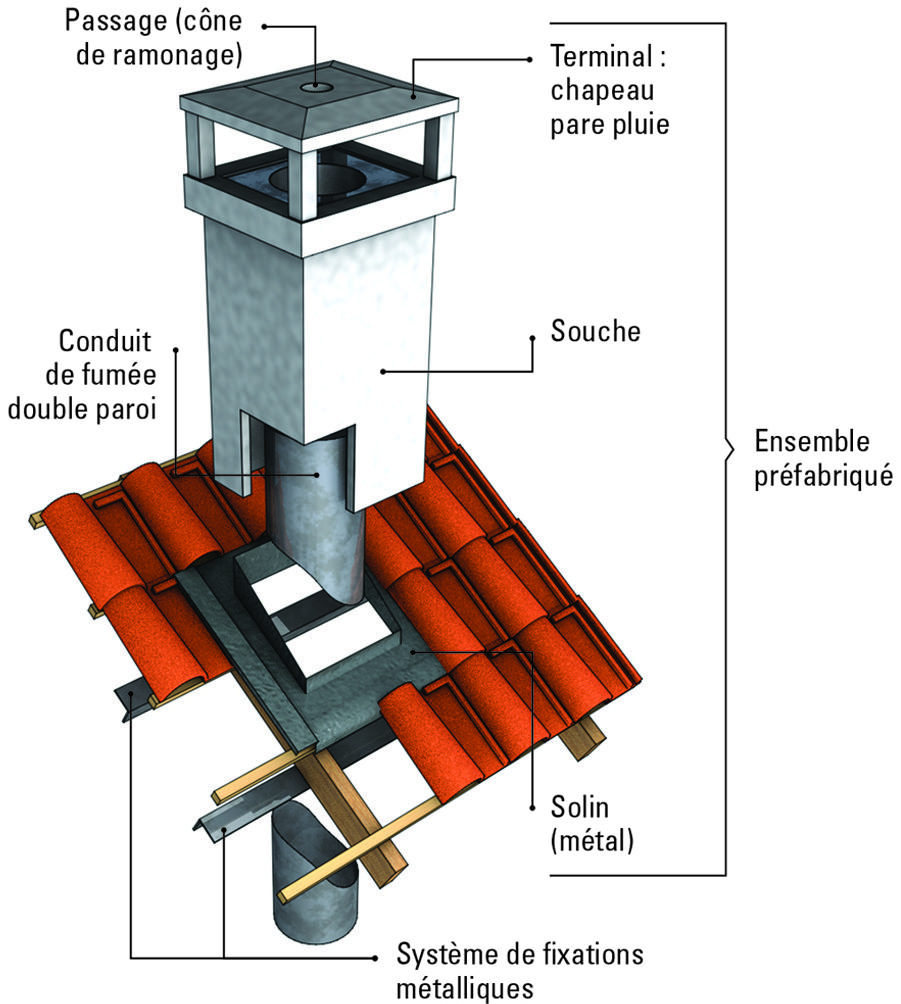 Passage (cône
de ramonage)
Terminal :
chapeau
pare pluie
Conduit
de fumée
double paroi
Souche
Ensemble
préfabriqué
Solin
(métal)
Système de fixations
métalliques